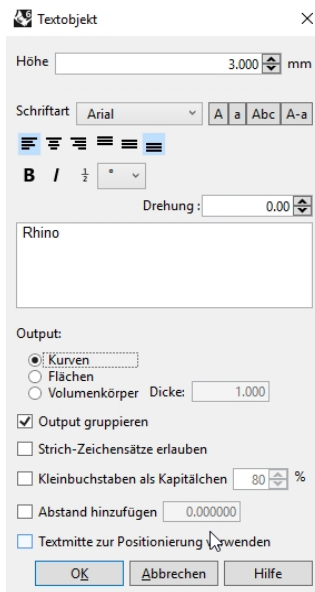 Textobjekt
Höhe 3.000 mm
Schriftart Arial A a Abc A-a
B I ½ °
Drehung : 0.00
Rhino
Output:
Kurven
Flächen
Volumenkörper Dicke: 1.000
Output gruppieren
Strich-Zeichensätze erlauben
Kleinbuchstaben als Kapitälchen 80 %
Abstand hinzufügen 0.000000
Textmitte zur Positionierung verwenden
OK Abbrechen Hilfe